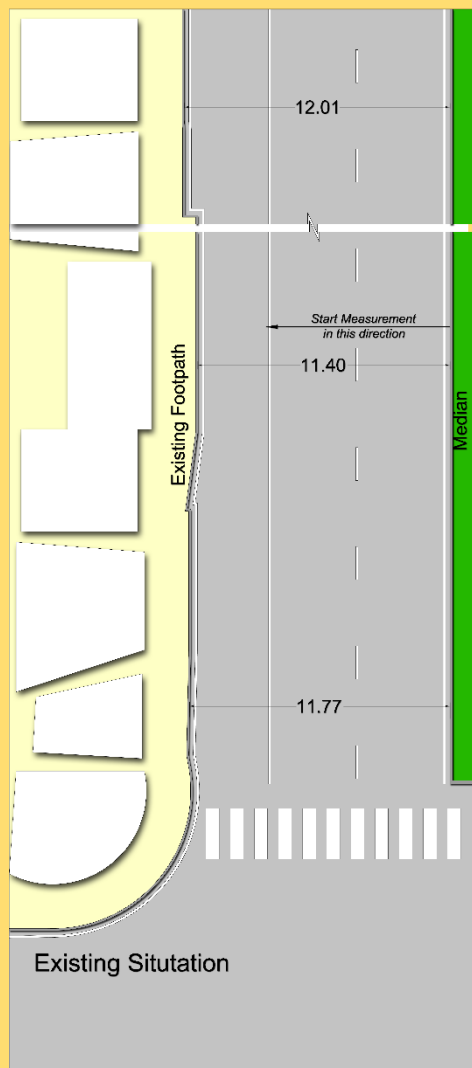 12.01
Start Measurement
in this direction
11.40
Existing Footpath
Median
11.77
Existing Situtation